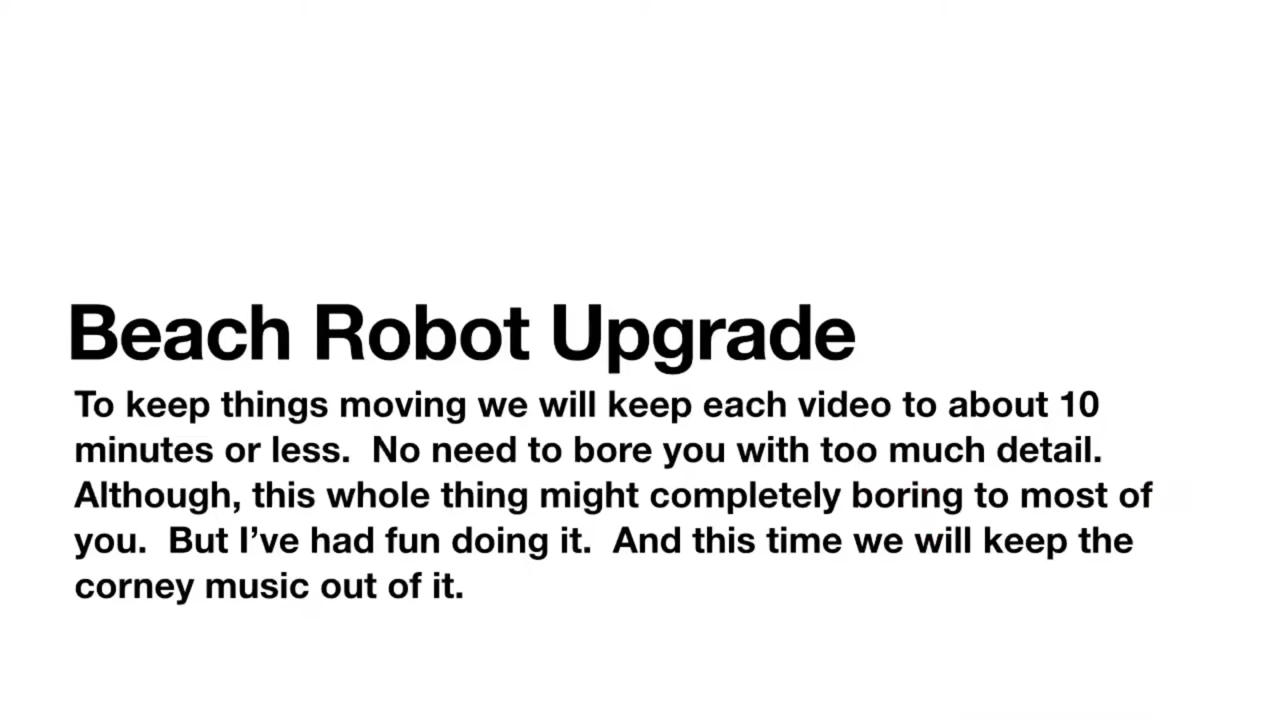 Beach Robot Upgrade
To keep things moving we will keep each video to about 10
minutes or less.  No need to bore you with too much detail.
Although, this whole thing might completely boring to most of
you.  But I’ve had fun doing it.  And this time we will keep the
corney music out of it.